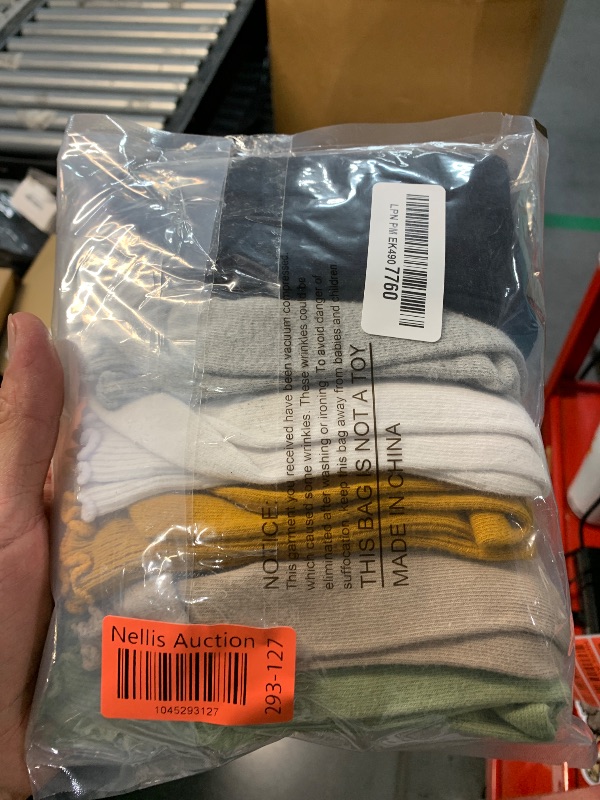 LPN PM EK490 7760
NOTICE:
This garment you received have been vacuum compressed.
which caused some wrinkles. These wrinkles could be
eliminated after washing or ironing. To avoid danger of
suffocation, keep this bag away from babies and children
THIS BAG IS NOT A TOY
MADE IN CHINA
Nellis Auction
293-127
1045293127